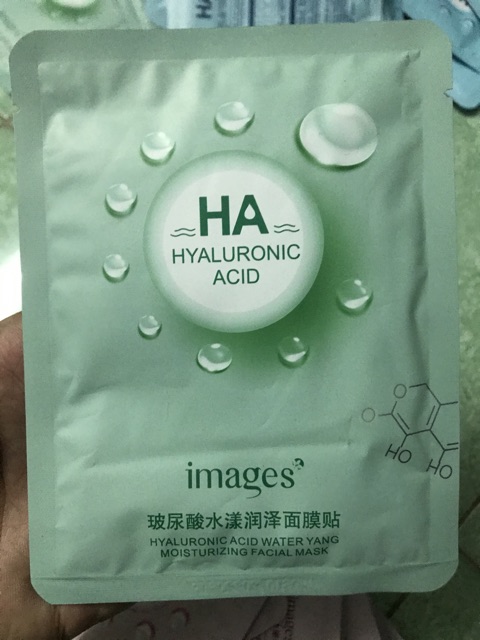 HA
HYALURONIC
ACID
O
O
HO
HO
images
玻尿酸水漾润泽面膜贴
HYALURONIC ACID WATER YANG
MOISTURIZING FACIAL MASK